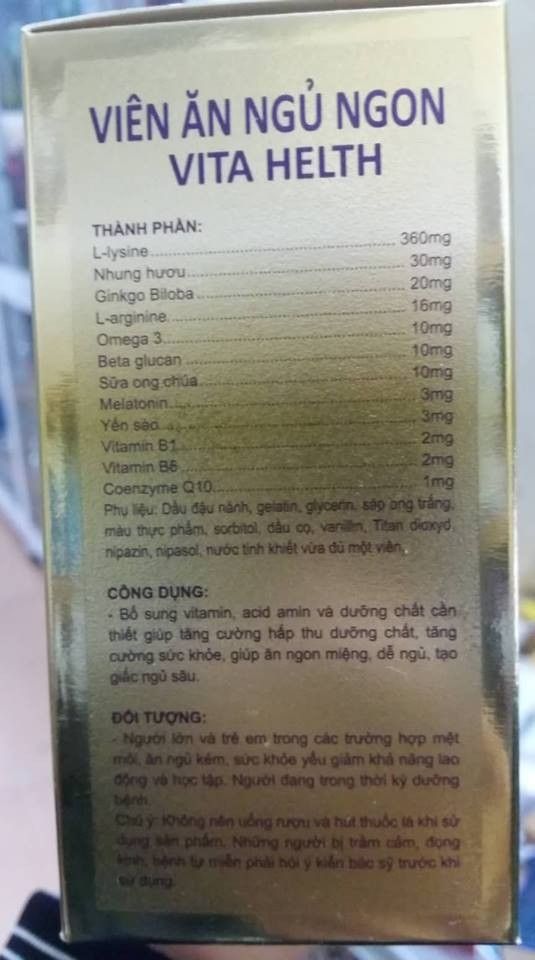 VIÊN ĂN NGỦ NGON
VITA HELTH
THÀNH PHẦN:
L-lysine........................ 360mg
Nhung hươu........................ 30mg
Ginkgo Biloba........................ 20mg
L-arginine........................ 16mg
Omega 3........................ 10mg
Beta glucan........................ 10mg
Sữa ong chúa........................ 10mg
Melatonin........................ 3mg
Yến sào........................ 3mg
Vitamin B1........................ 2mg
Vitamin B6........................ 2mg
Coenzyme Q10........................ 1mg
Phụ liệu: Dầu đậu nành, gelatin, glycerin, sáp ong trắng,
màu thực phẩm, sorbitol, dầu cọ, vanillin, Titan dioxyd,
nipazin, nipasol, nước tinh khiết vừa đủ một viên.
CÔNG DỤNG:
- Bổ sung vitamin, acid amin và dưỡng chất cần
thiết giúp tăng cường hấp thu dưỡng chất, tăng
cường sức khỏe, giúp ăn ngon miệng, dễ ngủ, tạo
giấc ngủ sâu.
ĐỐI TƯỢNG:
- Người lớn và trẻ em trong các trường hợp mệt
mỏi, ăn ngủ kém, sức khỏe yếu giảm khả năng lao
động và học tập. Người đang trong thời kỳ dưỡng
bệnh.
Chú ý: Không nên uống rượu và hút thuốc lá khi sử
dụng sản phẩm. Những người bị trầm cảm, động
kinh, bệnh tự miễn phải hỏi ý kiến bác sỹ trước khi
sử dụng.